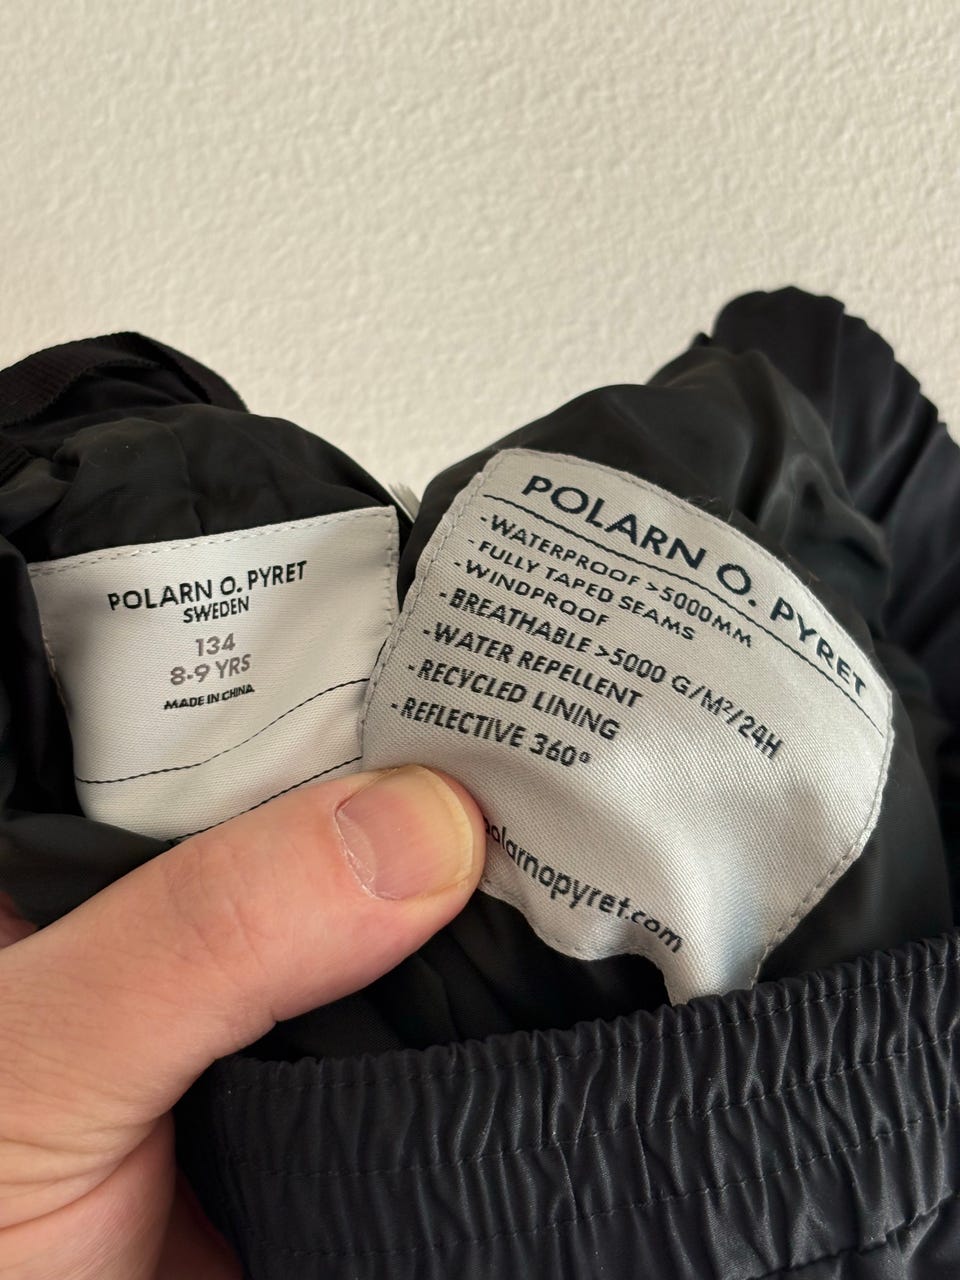 POLARN O. PYRET
SWEDEN
134
8-9 YRS
MADE IN CHINA
POLARN O. PYRET
-WATERPROOF >5000MM
-FULLY TAPED SEAMS
-WINDPROOF
-BREATHABLE >5000 G/M²/24H
-WATER REPELLENT
-RECYCLED LINING
-REFLECTIVE 360°
polarnopyret.com